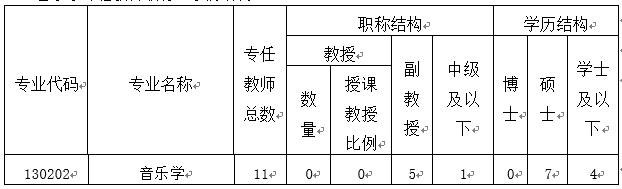 职称结构 学历结构
专业代码 专业名称 专任教师总数 教授 副教授 中级及以下 博士 硕士 学士及以下
数量 授课教授比例
130202 音乐学 11 0 0 5 1 0 7 4